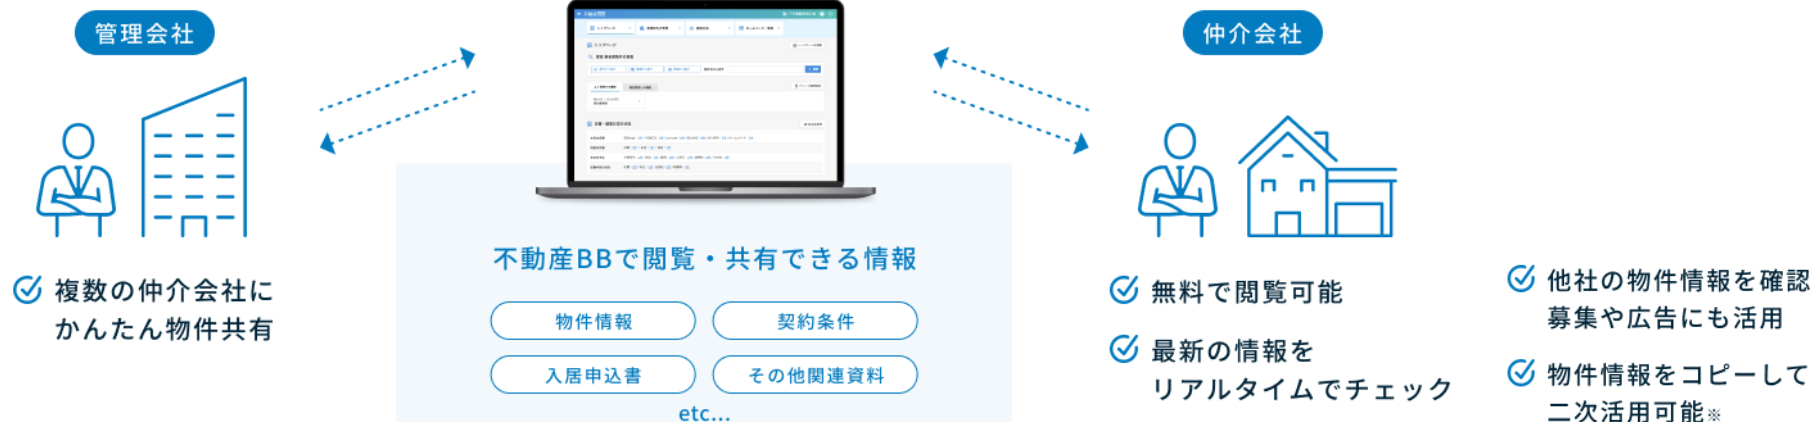 管理会社
複数の仲介会社に
かんたん物件共有
不動産BBで閲覧・共有できる情報
物件情報
契約条件
入居申込書
その他関連資料
etc...
仲介会社
無料で閲覧可能
最新の情報を
リアルタイムでチェック
他社の物件情報を確認
募集や広告にも活用
物件情報をコピーして
二次活用可能※